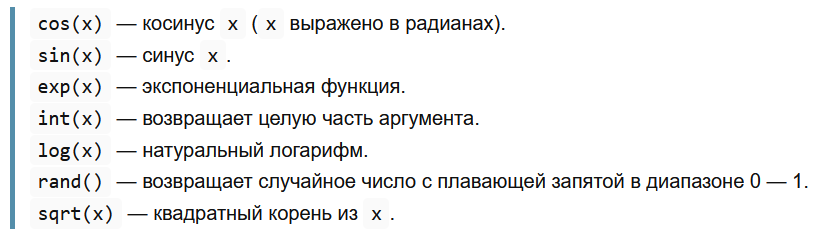 cos(x) — косинус x ( x выражено в радианах).
sin(x) — синус x .
exp(x) — экспоненциальная функция.
int(x) — возвращает целую часть аргумента.
log(x) — натуральный логарифм.
rand() — возвращает случайное число с плавающей запятой в диапазоне 0 — 1.
sqrt(x) — квадратный корень из x .